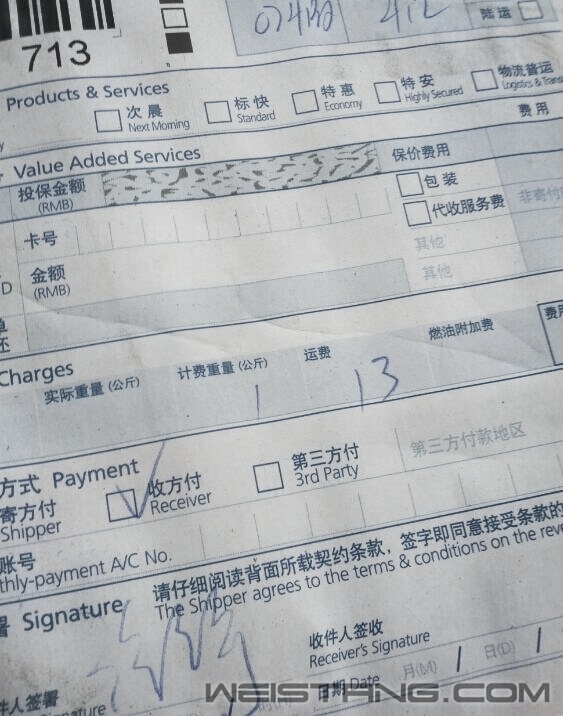 713
陆运
Products & Services
次晨 Next Morning
标快 Standard
特惠 Economy
特安 Highly Secured
物流普运
费用
Value Added Services
投保金额 (RMB)
保价费用
卡号
包装
代收服务费
非寄付
金额 (RMB)
其他
其他
Charges
实际重量 (公斤)
计费重量 (公斤)
运费
燃油附加费
1
13
方式 Payment
寄方付 Shipper
收方付 Receiver
第三方付 3rd Party
第三方付款地区
账号
thly-payment A/C No.
Signature
请仔细阅读背面所载契约条款，签字即同意接受条款的
The Shipper agrees to the terms & conditions on the reve
件人签署
收件人签收
Receiver's Signature
日期 Date
月(M)
日(D)
WEISTANG.COM